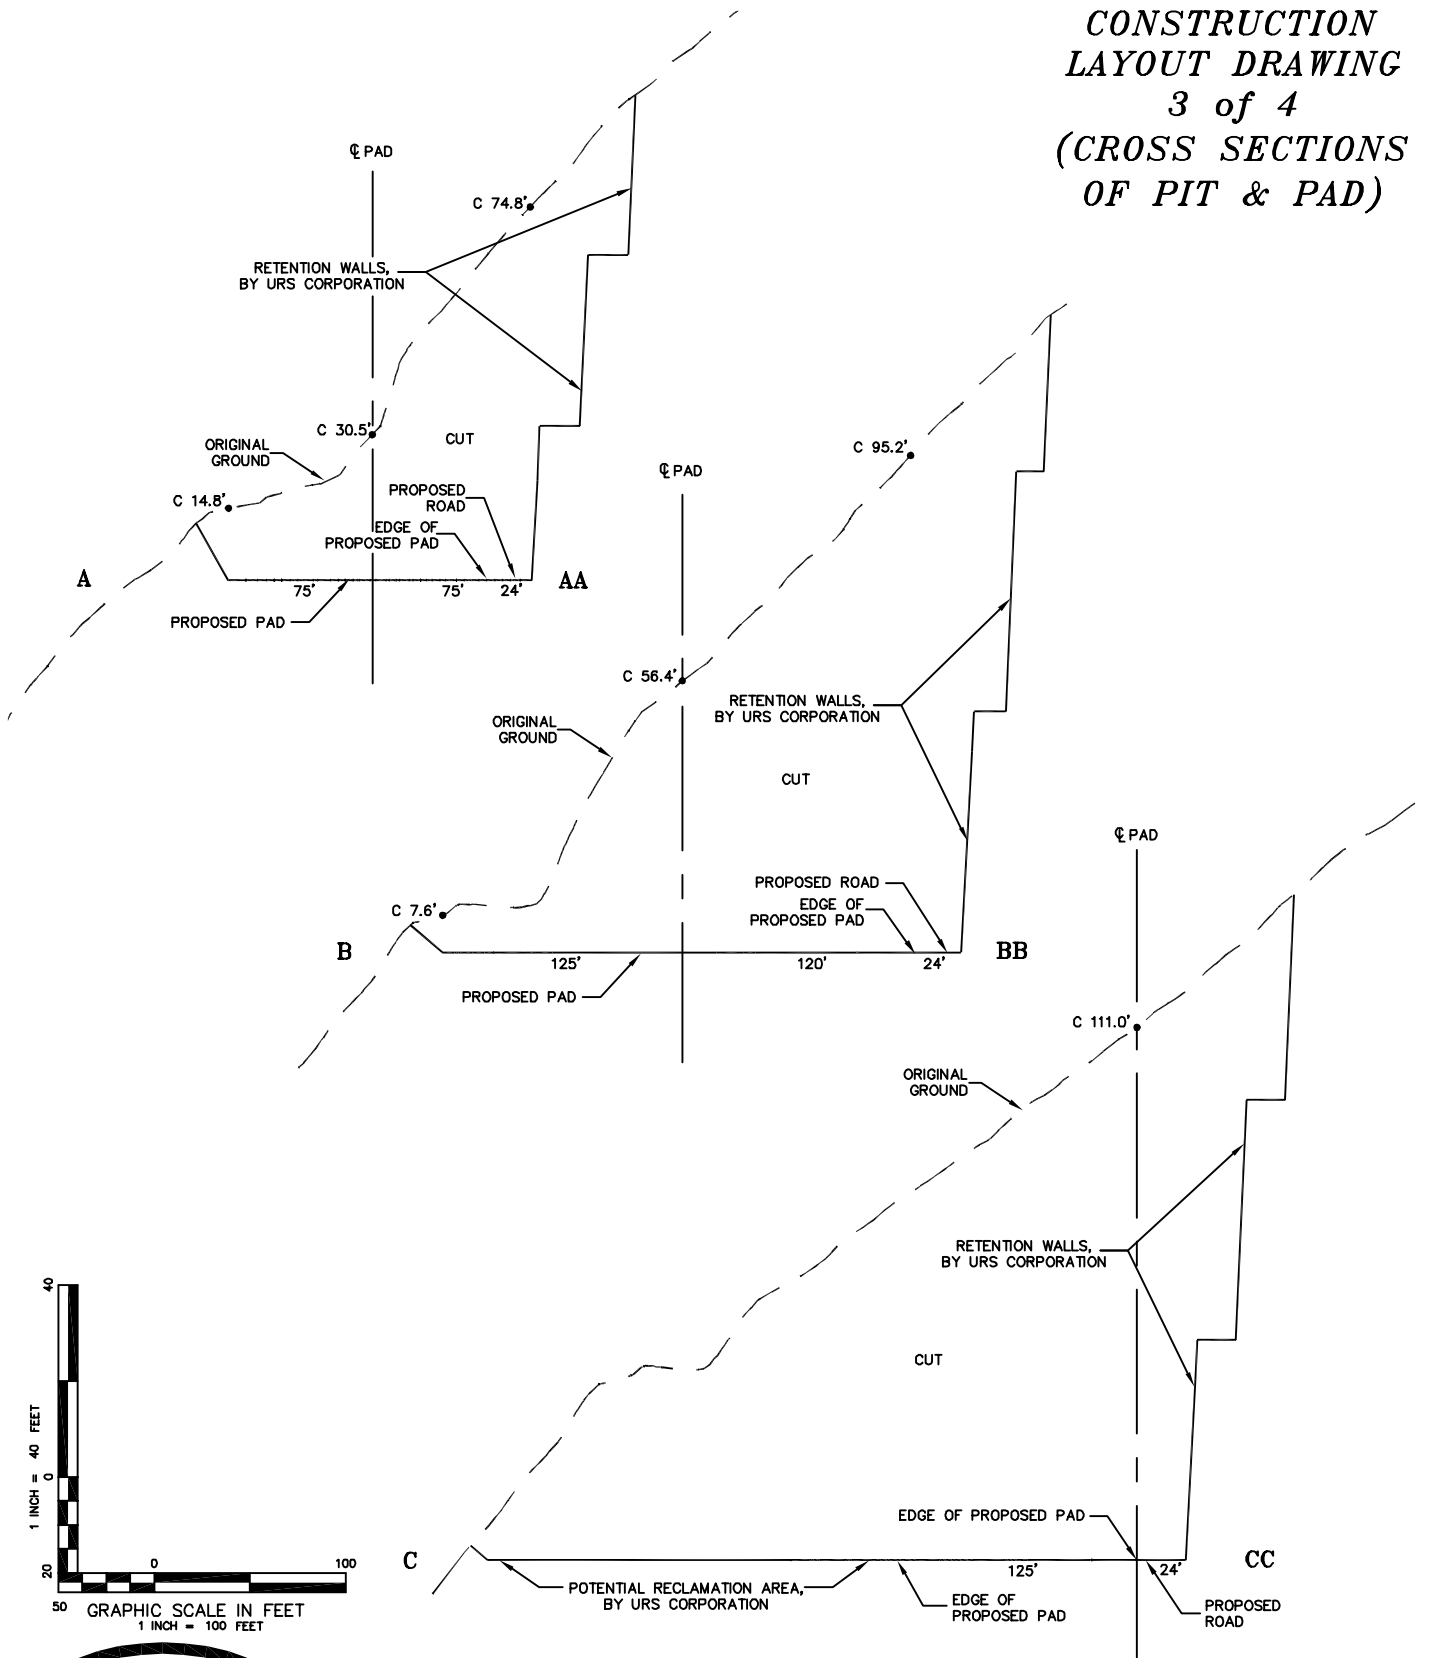 CONSTRUCTION
LAYOUT DRAWING
3 of 4
(CROSS SECTIONS
OF PIT & PAD)
℄ PAD
C 74.8'
RETENTION WALLS,
BY URS CORPORATION
C 30.5'
CUT
ORIGINAL
GROUND
C 14.8'
PROPOSED
ROAD
EDGE OF
PROPOSED PAD
A
AA
75'
75'
24'
PROPOSED PAD
℄ PAD
C 95.2'
C 56.4'
RETENTION WALLS,
BY URS CORPORATION
ORIGINAL
GROUND
CUT
PROPOSED ROAD
EDGE OF
PROPOSED PAD
C 7.6'
B
BB
125'
120'
24'
PROPOSED PAD
℄ PAD
C 111.0'
ORIGINAL
GROUND
RETENTION WALLS,
BY URS CORPORATION
CUT
EDGE OF PROPOSED PAD
C
CC
125'
24'
POTENTIAL RECLAMATION AREA,
BY URS CORPORATION
EDGE OF
PROPOSED PAD
PROPOSED
ROAD
40
1 INCH = 40 FEET
0
20
0
100
50
GRAPHIC SCALE IN FEET
1 INCH = 100 FEET